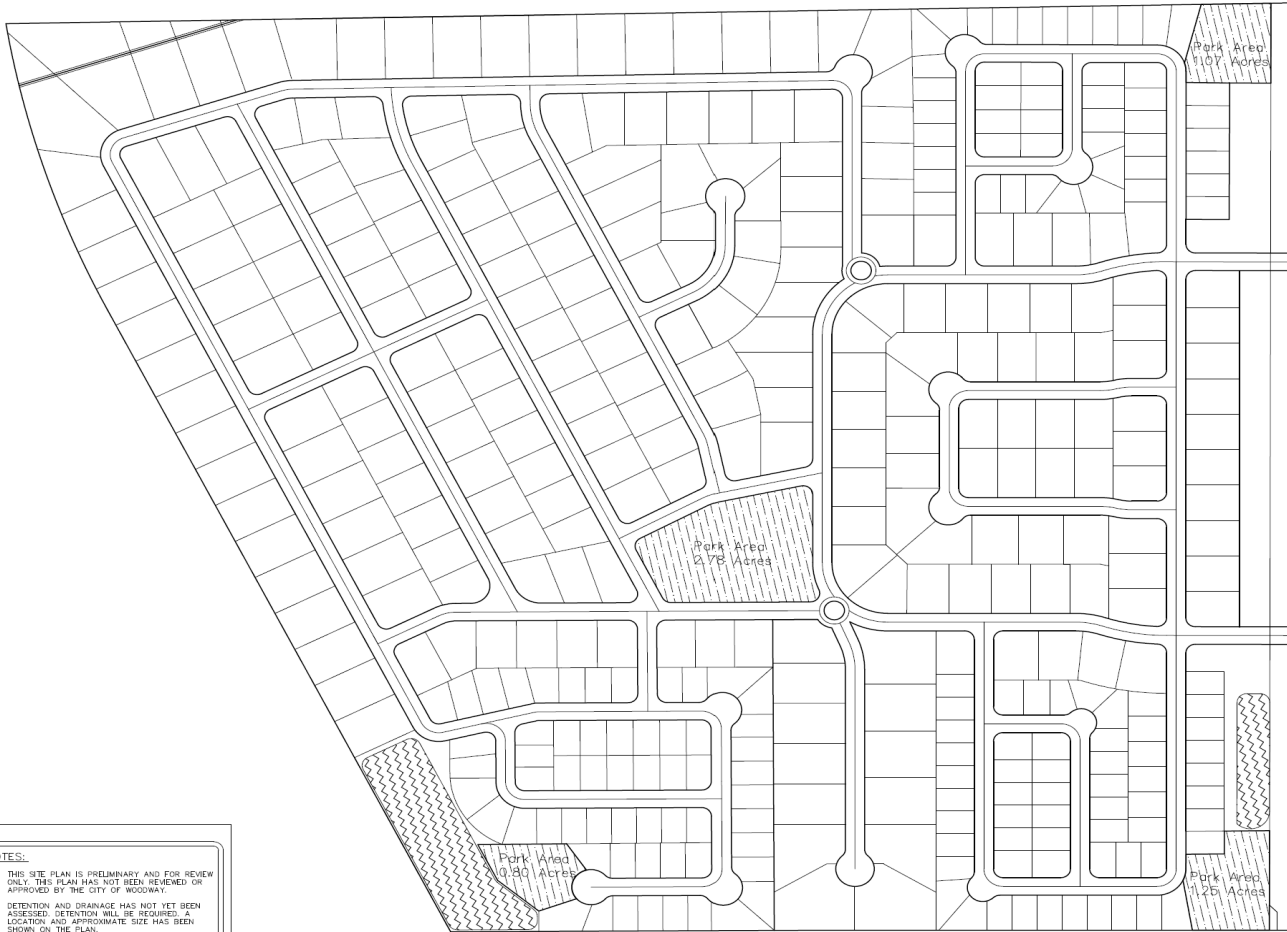 Park Area
1.07 Acres
Park Area
2.78 Acres
Park Area
0.80 Acres
Park Area
1.25 Acres
TES:
THIS SITE PLAN IS PRELIMINARY AND FOR REVIEW
ONLY. THIS PLAN HAS NOT BEEN REVIEWED OR
APPROVED BY THE CITY OF WOODWAY.
DETENTION AND DRAINAGE HAS NOT YET BEEN
ASSESSED. DETENTION WILL BE REQUIRED. A
LOCATION AND APPROXIMATE SIZE HAS BEEN
SHOWN ON THE PLAN.